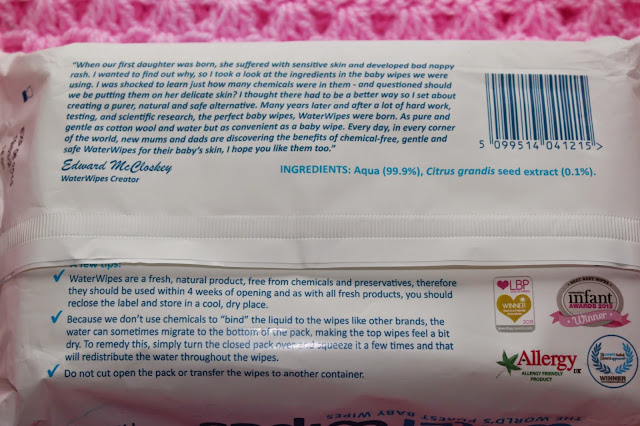 "When our first daughter was born, she suffered with sensitive skin and developed bad nappy
rash. I wanted to find out why, so I took a look at the ingredients in the baby wipes we were
using. I was shocked to learn just how many chemicals were in them - and questioned should
we be putting them on her delicate skin? I thought there had to be a better way so I set about
creating a purer, natural and safe alternative. Many years later and after a lot of hard work,
testing, and scientific research, the perfect baby wipes, WaterWipes were born. As pure and
gentle as cotton wool and water but as convenient as a baby wipe. Every day, in every corner
of the world, new mums and dads are discovering the benefits of chemical-free, gentle and
safe WaterWipes for their baby's skin, I hope you like them too."
Edward McCloskey
WaterWipes Creator
5 099514 041215 >
INGREDIENTS: Aqua (99.9%), Citrus grandis seed extract (0.1%).
A few tips:
WaterWipes are a fresh, natural product, free from chemicals and preservatives, therefore
they should be used within 4 weeks of opening and as with all fresh products, you should
reclose the label and store in a cool, dry place.
Because we don't use chemicals to "bind" the liquid to the wipes like other brands, the
water can sometimes migrate to the bottom of the pack, making the top wipes feel a bit
dry. To remedy this, simply turn the closed pack over and squeeze it a few times and that
will redistribute the water throughout the wipes.
Do not cut open the pack or transfer the wipes to another container.
LBP
WINNER
infant
AWARDS 2013
Winner
Allergy UK
ALLERGY FRIENDLY
PRODUCT
WINNER
THE WORLD'S PUREST BABY WIPES